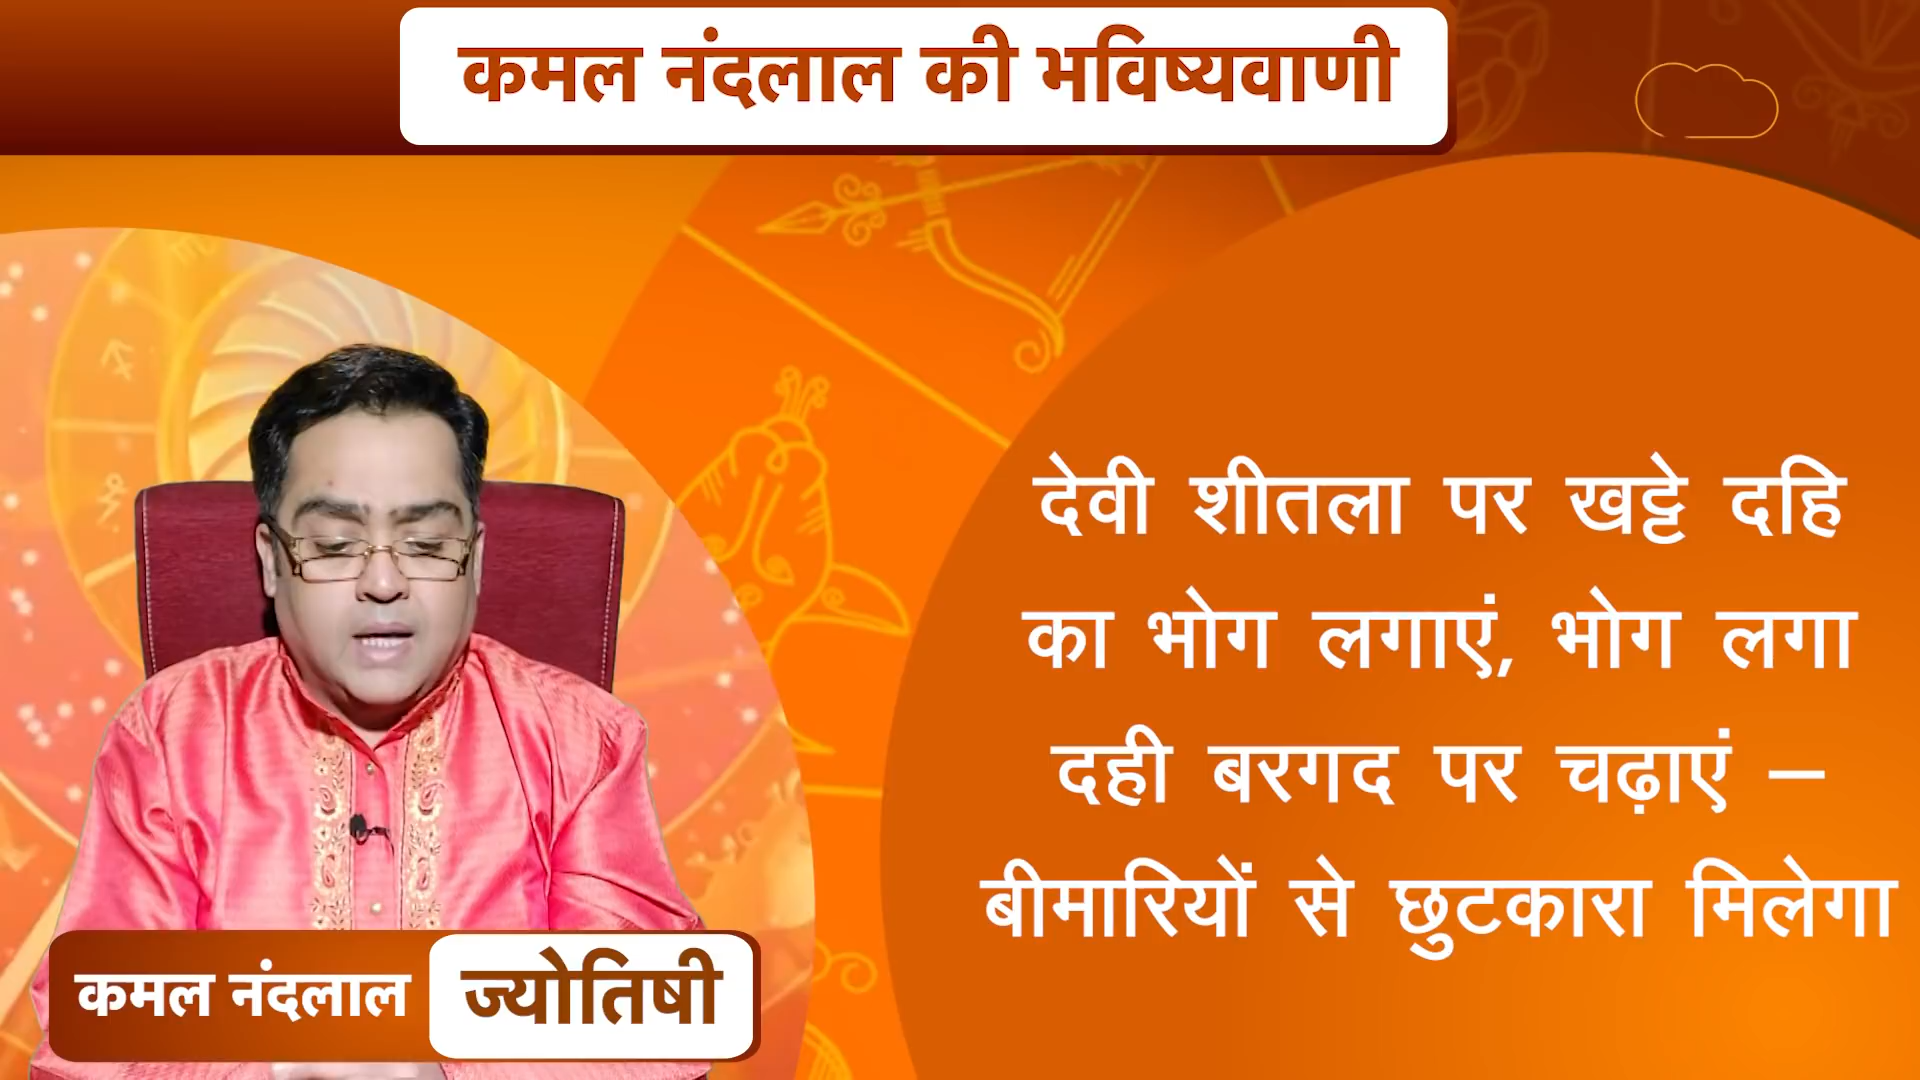 कमल नंदलाल की भविष्यवाणी
देवी शीतला पर खट्टे दहि
का भोग लगाएं, भोग लगा
दही बरगद पर चढ़ाएं –
बीमारियों से छुटकारा मिलेगा
कमल नंदलाल ज्योतिषी